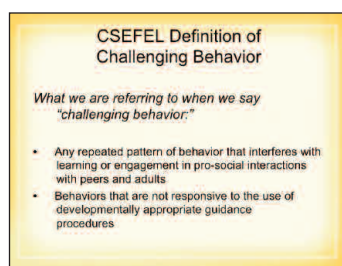 CSEFEL Definition of
Challenging Behavior
What we are referring to when we say
"challenging behavior:"
• Any repeated pattern of behavior that interferes with
learning or engagement in pro-social interactions
with peers and adults
• Behaviors that are not responsive to the use of
developmentally appropriate guidance
procedures